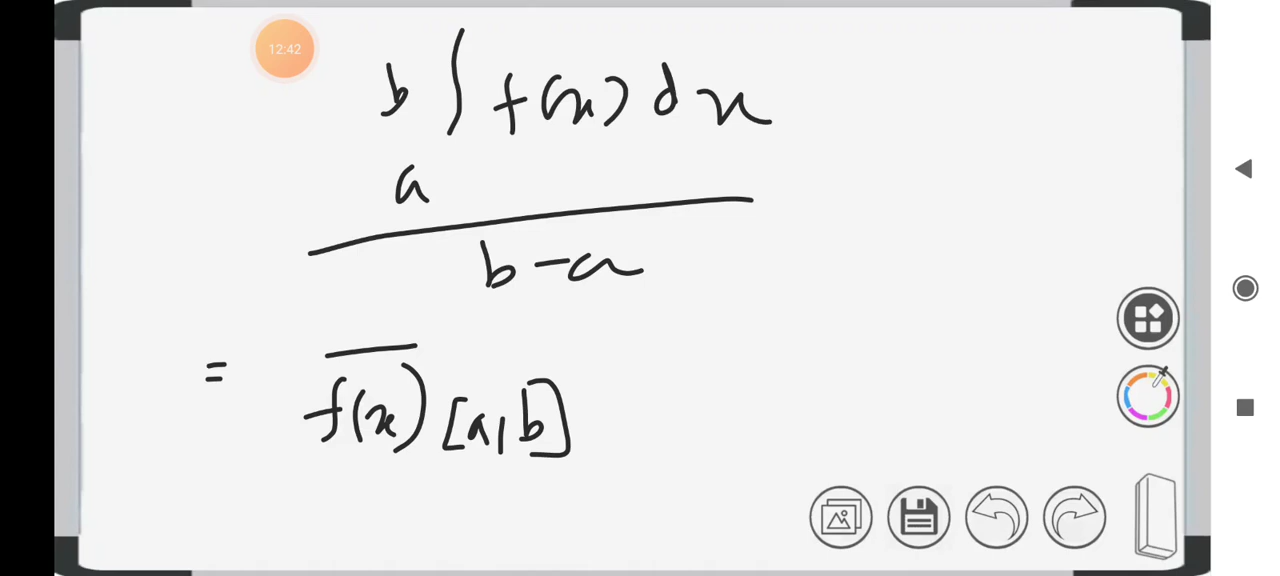 12:42
b ∫ f(x) dx
a
b-a
= f̅(̅x̅)̅ [a,b]